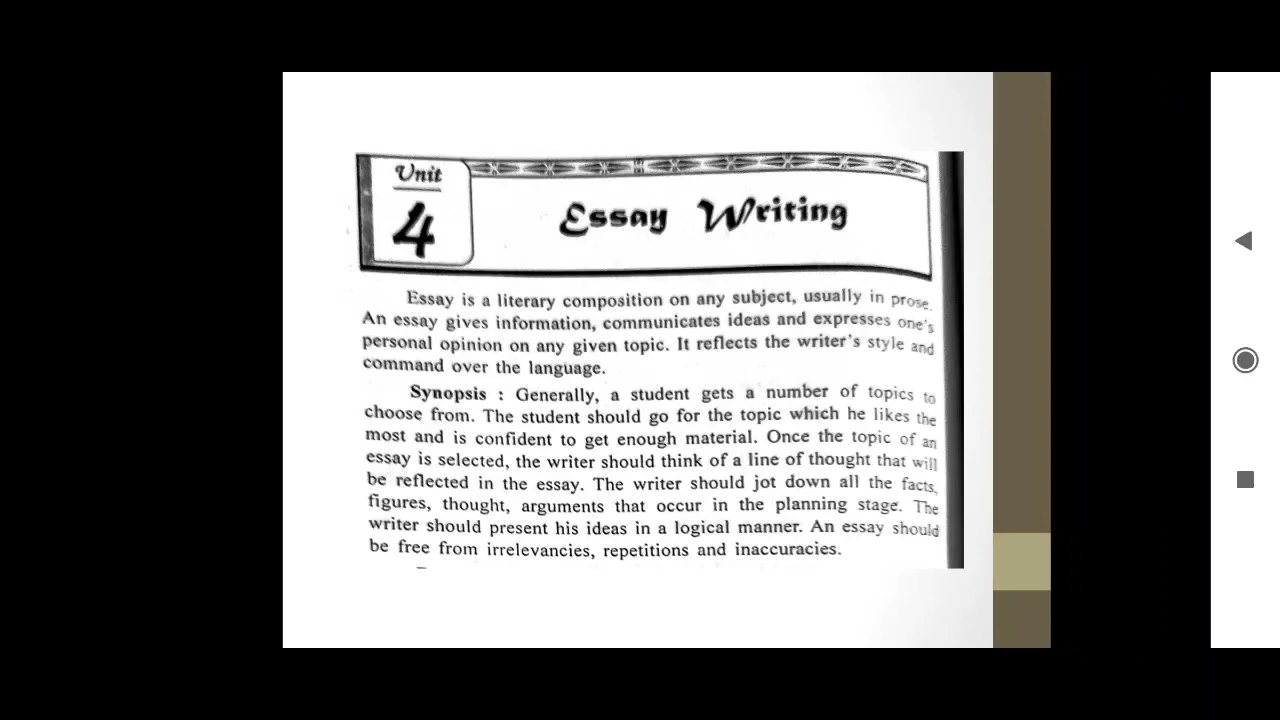 Unit
4
Essay Writing
Essay is a literary composition on any subject, usually in prose.
An essay gives information, communicates ideas and expresses one's
personal opinion on any given topic. It reflects the writer's style and
command over the language.
Synopsis : Generally, a student gets a number of topics to
choose from. The student should go for the topic which he likes the
most and is confident to get enough material. Once the topic of an
essay is selected, the writer should think of a line of thought that will
be reflected in the essay. The writer should jot down all the facts,
figures, thought, arguments that occur in the planning stage. The
writer should present his ideas in a logical manner. An essay should
be free from irrelevancies, repetitions and inaccuracies.